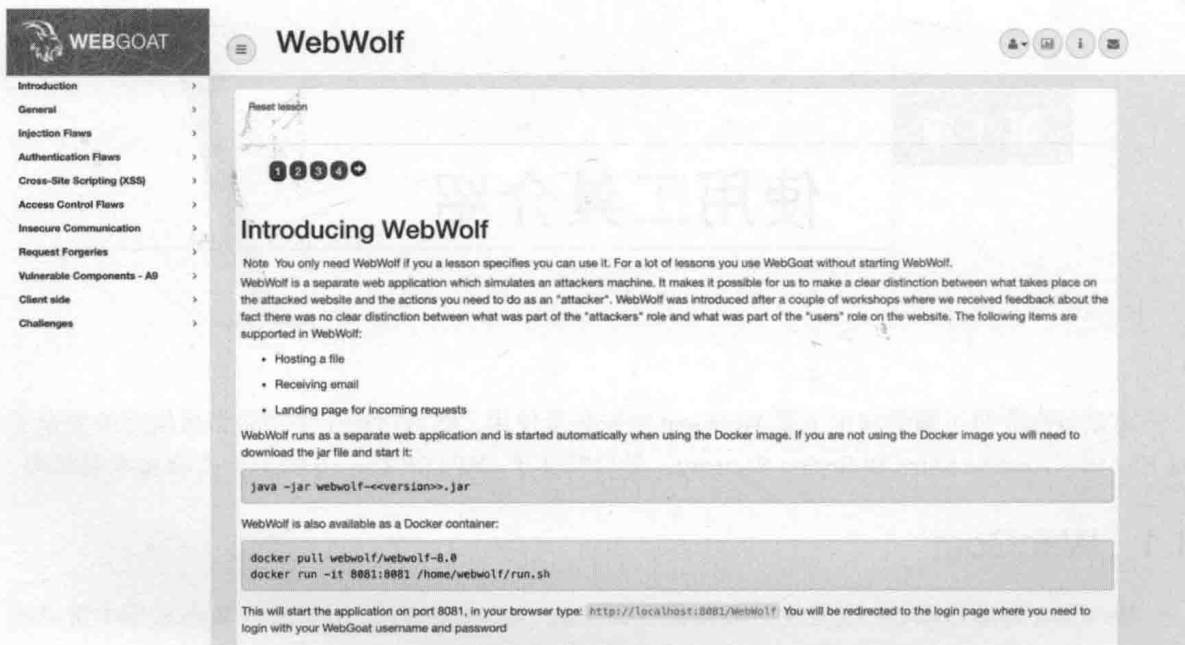 WEBGOAT
WebWolf
Introduction
General
Injection Flaws
Authentication Flaws
Cross-Site Scripting (XSS)
Access Control Flaws
Insecure Communication
Request Forgeries
Vulnerable Components - A9
Client side
Challenges
Reset lesson
1 2 3 4
Introducing WebWolf
Note You only need WebWolf if you a lesson specifies you can use it. For a lot of lessons you use WebGoat without starting WebWolf.
WebWolf is a separate web application which simulates an attackers machine. It makes it possible for us to make a clear distinction between what takes place on
the attacked website and the actions you need to do as an "attacker". WebWolf was introduced after a couple of workshops where we received feedback about the
fact there was no clear distinction between what was part of the "attackers" role and what was part of the "users" role on the website. The following items are
supported in WebWolf:
• Hosting a file
• Receiving email
• Landing page for incoming requests
WebWolf runs as a separate web application and is started automatically when using the Docker image. If you are not using the Docker image you will need to
download the jar file and start it:
java -jar webwolf-<<version>>.jar
WebWolf is also available as a Docker container:
docker pull webwolf/webwolf-8.0
docker run -it 8081:8081 /home/webwolf/run.sh
This will start the application on port 8081, in your browser type: http://localhost:8081/WebWolf You will be redirected to the login page where you need to
login with your WebGoat username and password
使用工具介绍